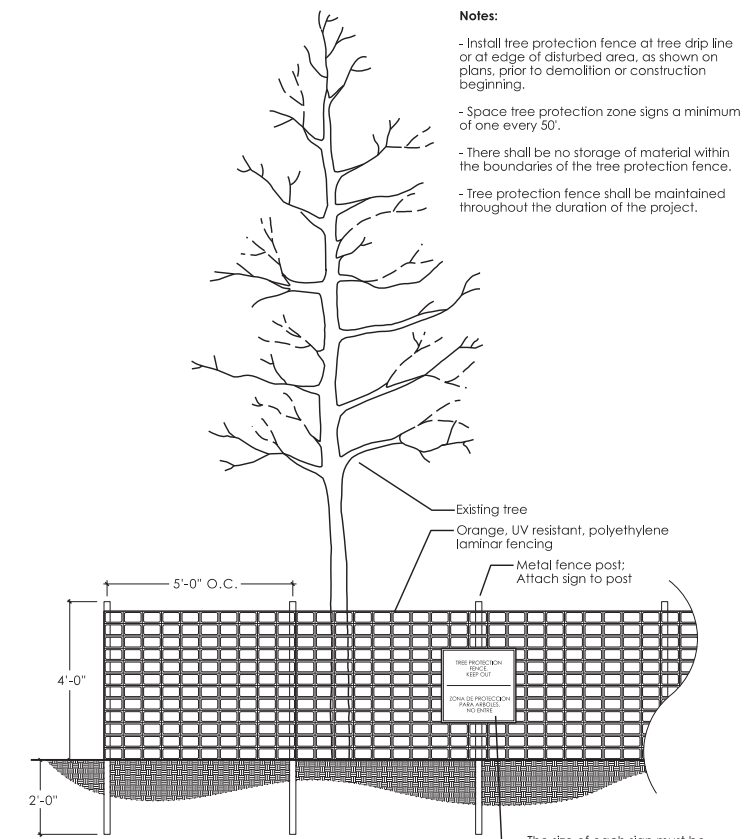 Notes:
- Install tree protection fence at tree drip line
or at edge of disturbed area, as shown on
plans, prior to demolition or construction
beginning.
- Space tree protection zone signs a minimum
of one every 50'.
- There shall be no storage of material within
the boundaries of the tree protection fence.
- Tree protection fence shall be maintained
throughout the duration of the project.
Existing tree
Orange, UV resistant, polyethylene
laminar fencing
Metal fence post;
Attach sign to post
5'-0" O.C.
4'-0"
TREE PROTECTION
FENCE.
KEEP OUT
ZONA DE PROTECCION
PARA ARBOLES,
NO ENTRE
2'-0"
The size of each sign must be